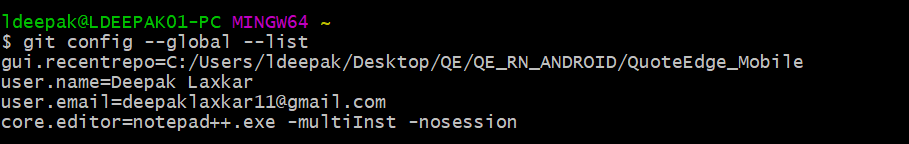 ldeepak@LDEEPAK01-PC MINGW64 ~
$ git config --global --list
gui.recentrepo=C:/Users/ldeepak/Desktop/QE/QE_RN_ANDROID/QuoteEdge_Mobile
user.name=Deepak Laxkar
user.email=deepaklaxkar11@gmail.com
core.editor=notepad++.exe -multiInst -nosession